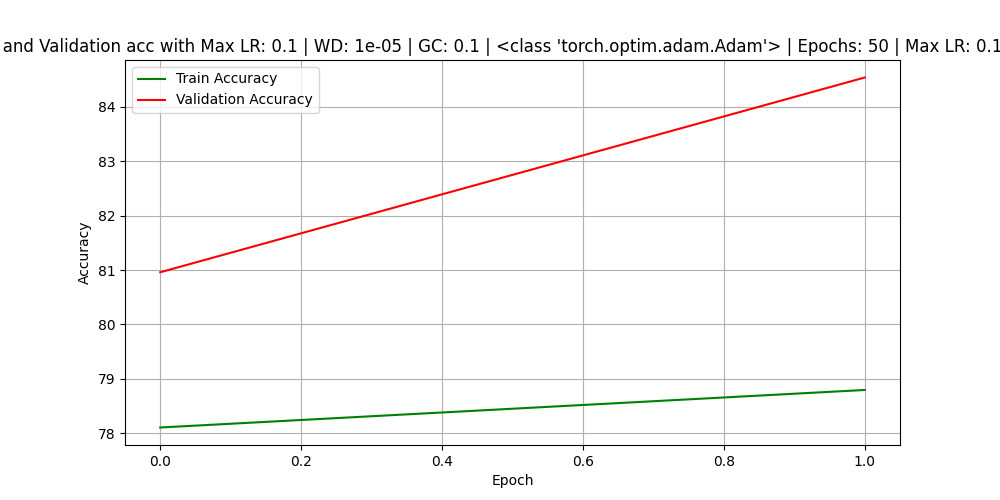 and Validation acc with Max LR: 0.1 | WD: 1e-05 | GC: 0.1 | <class 'torch.optim.adam.Adam'> | Epochs: 50 | Max LR: 0.1
Train Accuracy
Validation Accuracy
84
83
82
81
80
79
78
Accuracy
0.0 0.2 0.4 0.6 0.8 1.0
Epoch